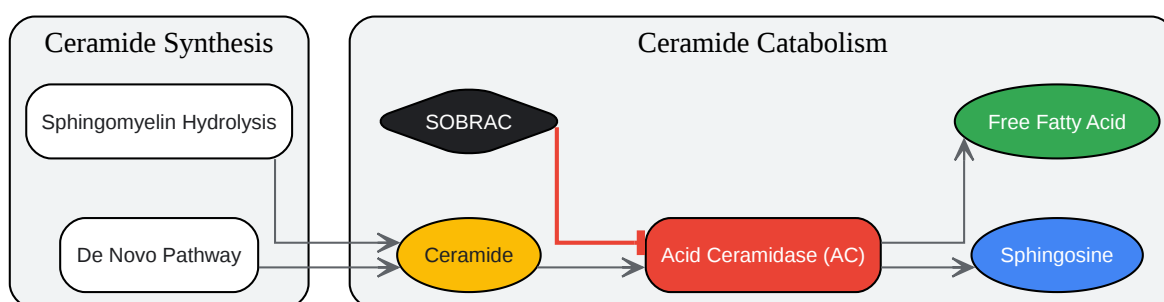 Ceramide Synthesis
Sphingomyelin Hydrolysis
De Novo Pathway
Ceramide Catabolism
SOBRAC
Free Fatty Acid
Ceramide
Acid Ceramidase (AC)
Sphingosine